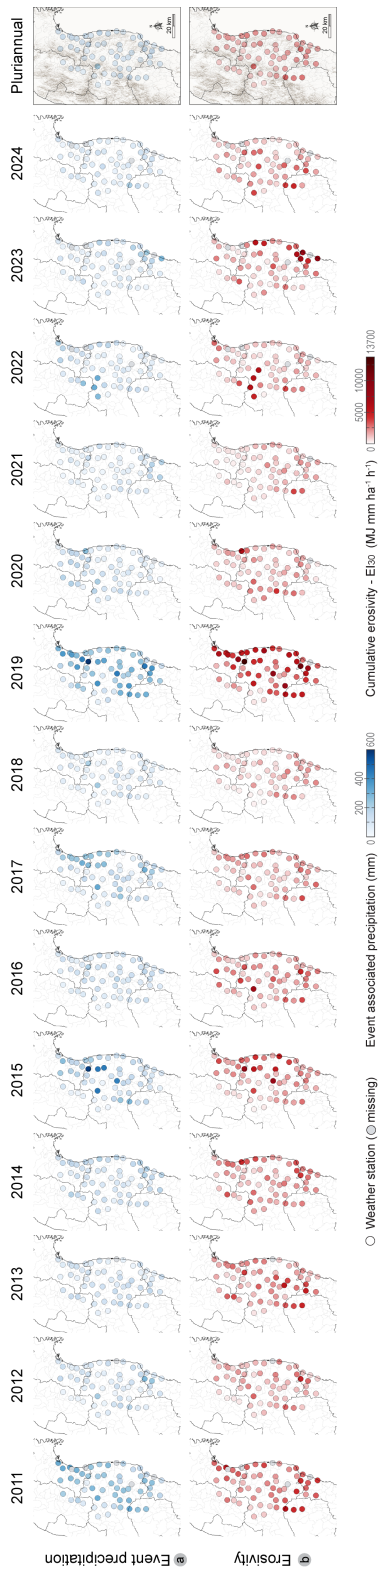 2011
2012
2013
2014
2015
2016
2017
2018
2019
2020
2021
2022
2023
2024
Pluriannual
a
Event precipitation
20 km
b
Erosivity
20 km
Weather station ( missing)
Event associated precipitation (mm)
0 200 400 600
Cumulative erosivity - EI₃₀ (MJ mm ha⁻¹ h⁻¹)
0 5000 10000 13700